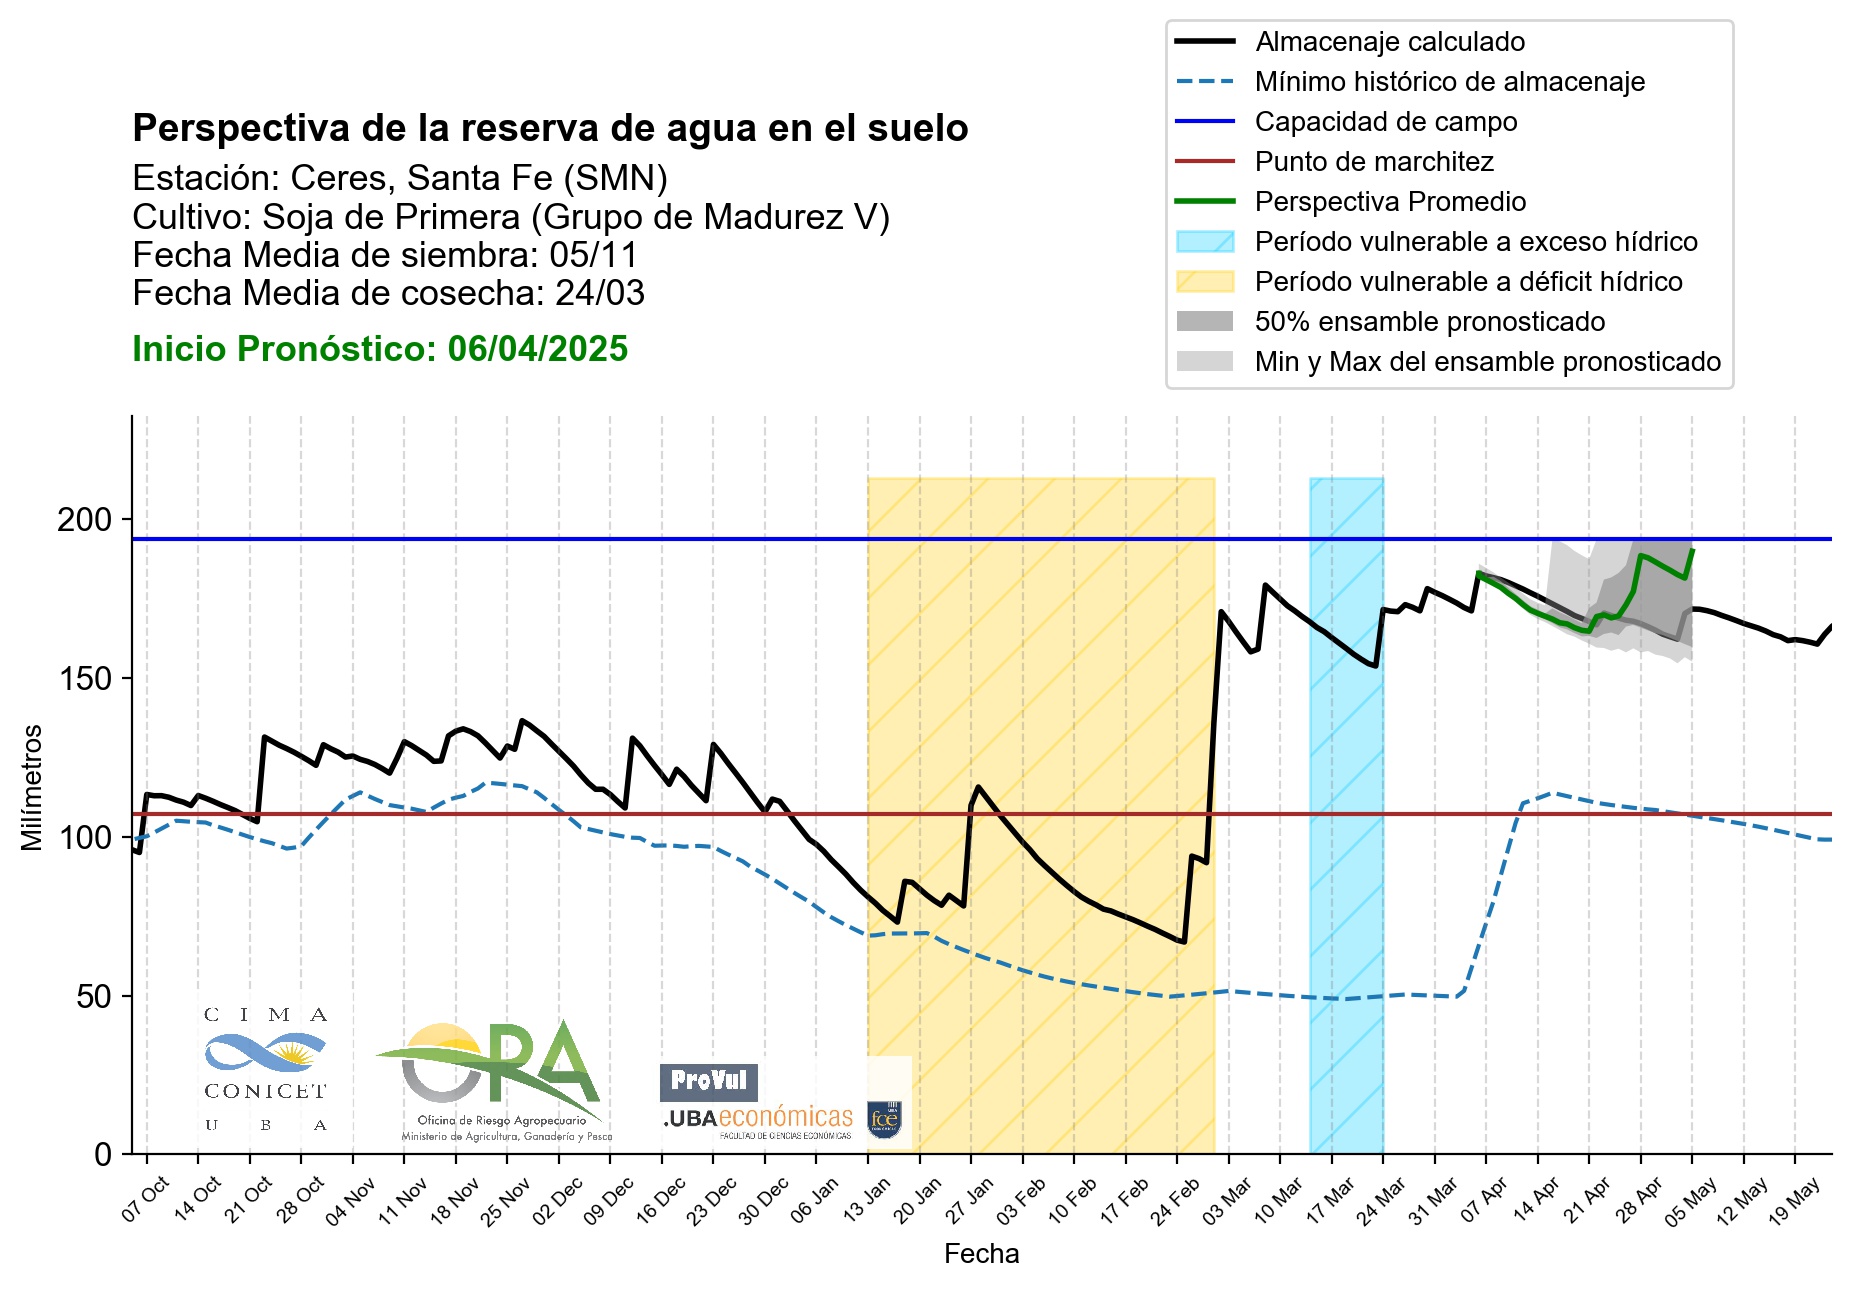 Almacenaje calculado
Mínimo histórico de almacenaje
Capacidad de campo
Punto de marchitez
Perspectiva Promedio
Período vulnerable a exceso hídrico
Período vulnerable a déficit hídrico
50% ensamble pronosticado
Min y Max del ensamble pronosticado
Perspectiva de la reserva de agua en el suelo
Estación: Ceres, Santa Fe (SMN)
Cultivo: Soja de Primera (Grupo de Madurez V)
Fecha Media de siembra: 05/11
Fecha Media de cosecha: 24/03
Inicio Pronóstico: 06/04/2025
200
150
100
50
0
Milímetros
CIMA
CONICET
UBA
ORA
Oficina de Riesgo Agropecuario
Ministerio de Agricultura, Ganadería y Pesca
ProVul
.UBAeconómicas
FACULTAD DE CIENCIAS ECONÓMICAS
UBA
fce
ECONÓMICAS
07 Oct
14 Oct
21 Oct
28 Oct
04 Nov
11 Nov
18 Nov
25 Nov
02 Dec
09 Dec
16 Dec
23 Dec
30 Dec
06 Jan
13 Jan
20 Jan
27 Jan
03 Feb
10 Feb
17 Feb
24 Feb
03 Mar
10 Mar
17 Mar
24 Mar
31 Mar
07 Apr
14 Apr
21 Apr
28 Apr
05 May
12 May
19 May
Fecha